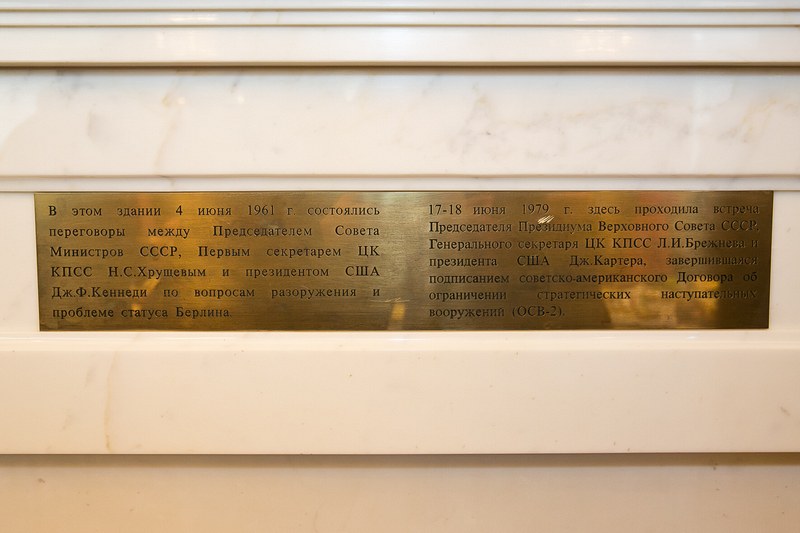 В этом здании 4 июня 1961 г состоялись
переговоры между Председателем Совета
Министров СССР, Первым секретарем ЦК
КПСС Н.С.Хрущевым и президентом США
Дж.Ф.Кеннеди по вопросам разоружения и
проблеме статуса Берлина.
17-18 июня 1979 г. здесь проходила встреча
Председателя Президиума Верховного Совета СССР,
Генерального секретаря ЦК КПСС Л.И.Брежнева и
президента США Дж.Картера, завершившаяся
подписанием советско-американского Договора об
ограничении стратегических наступательных
вооружений (ОСВ-2).